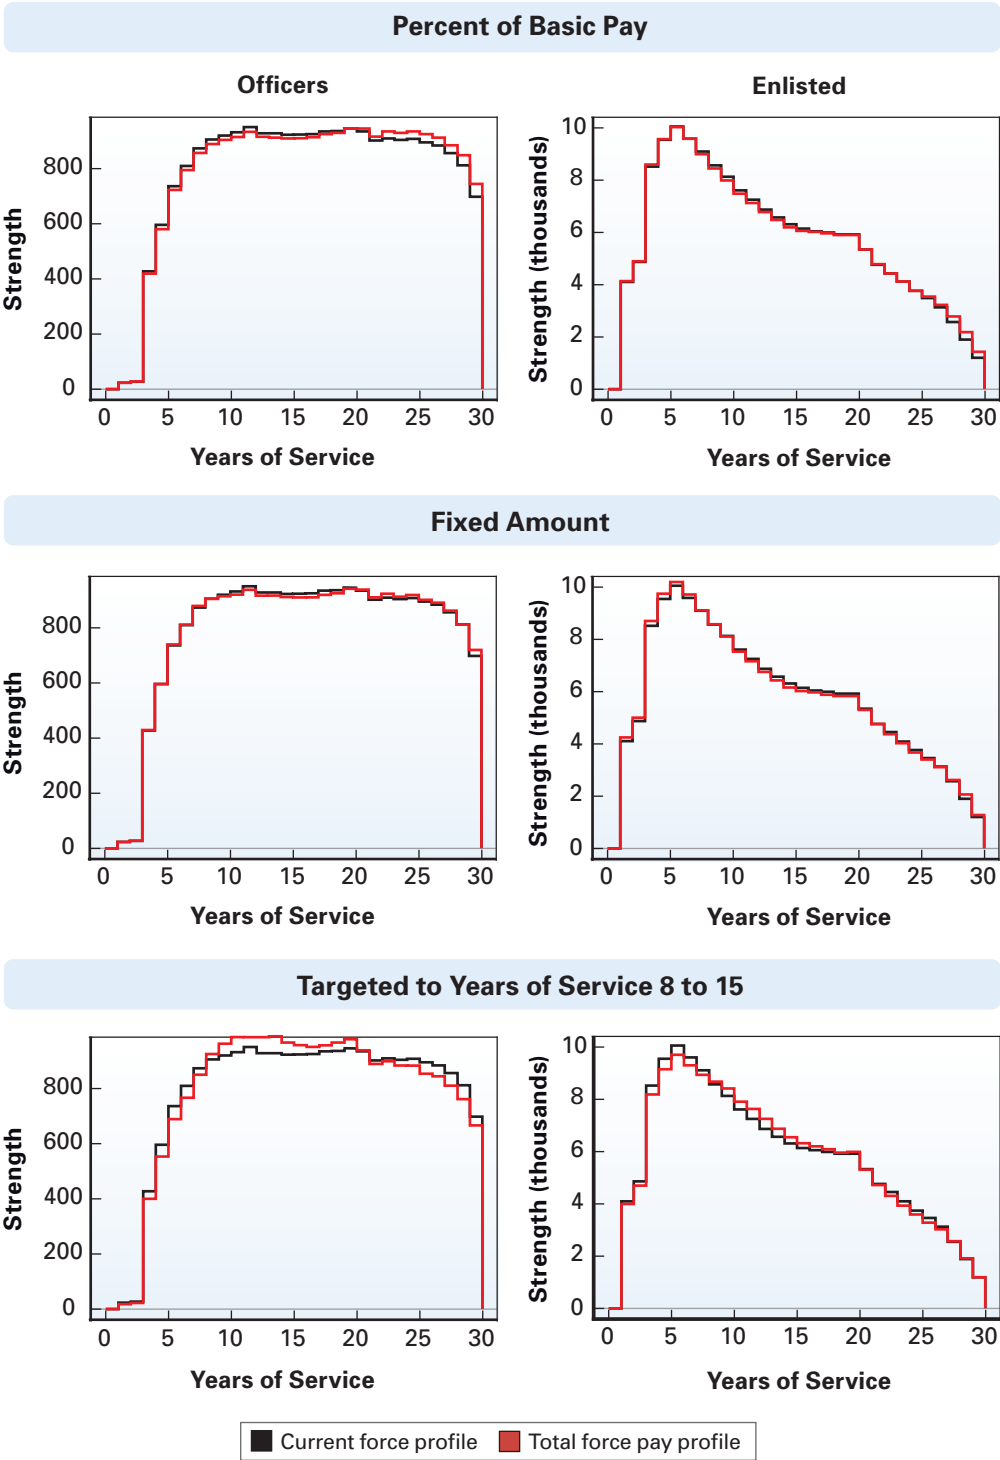 Percent of Basic Pay
Officers
Enlisted
Strength
800
600
400
200
0
0 5 10 15 20 25 30
Years of Service
Strength (thousands)
10
8
6
4
2
0
0 5 10 15 20 25 30
Years of Service
Fixed Amount
Strength
800
600
400
200
0
0 5 10 15 20 25 30
Years of Service
Strength (thousands)
10
8
6
4
2
0
0 5 10 15 20 25 30
Years of Service
Targeted to Years of Service 8 to 15
Strength
800
600
400
200
0
0 5 10 15 20 25 30
Years of Service
Strength (thousands)
10
8
6
4
2
0
0 5 10 15 20 25 30
Years of Service
Current force profile Total force pay profile